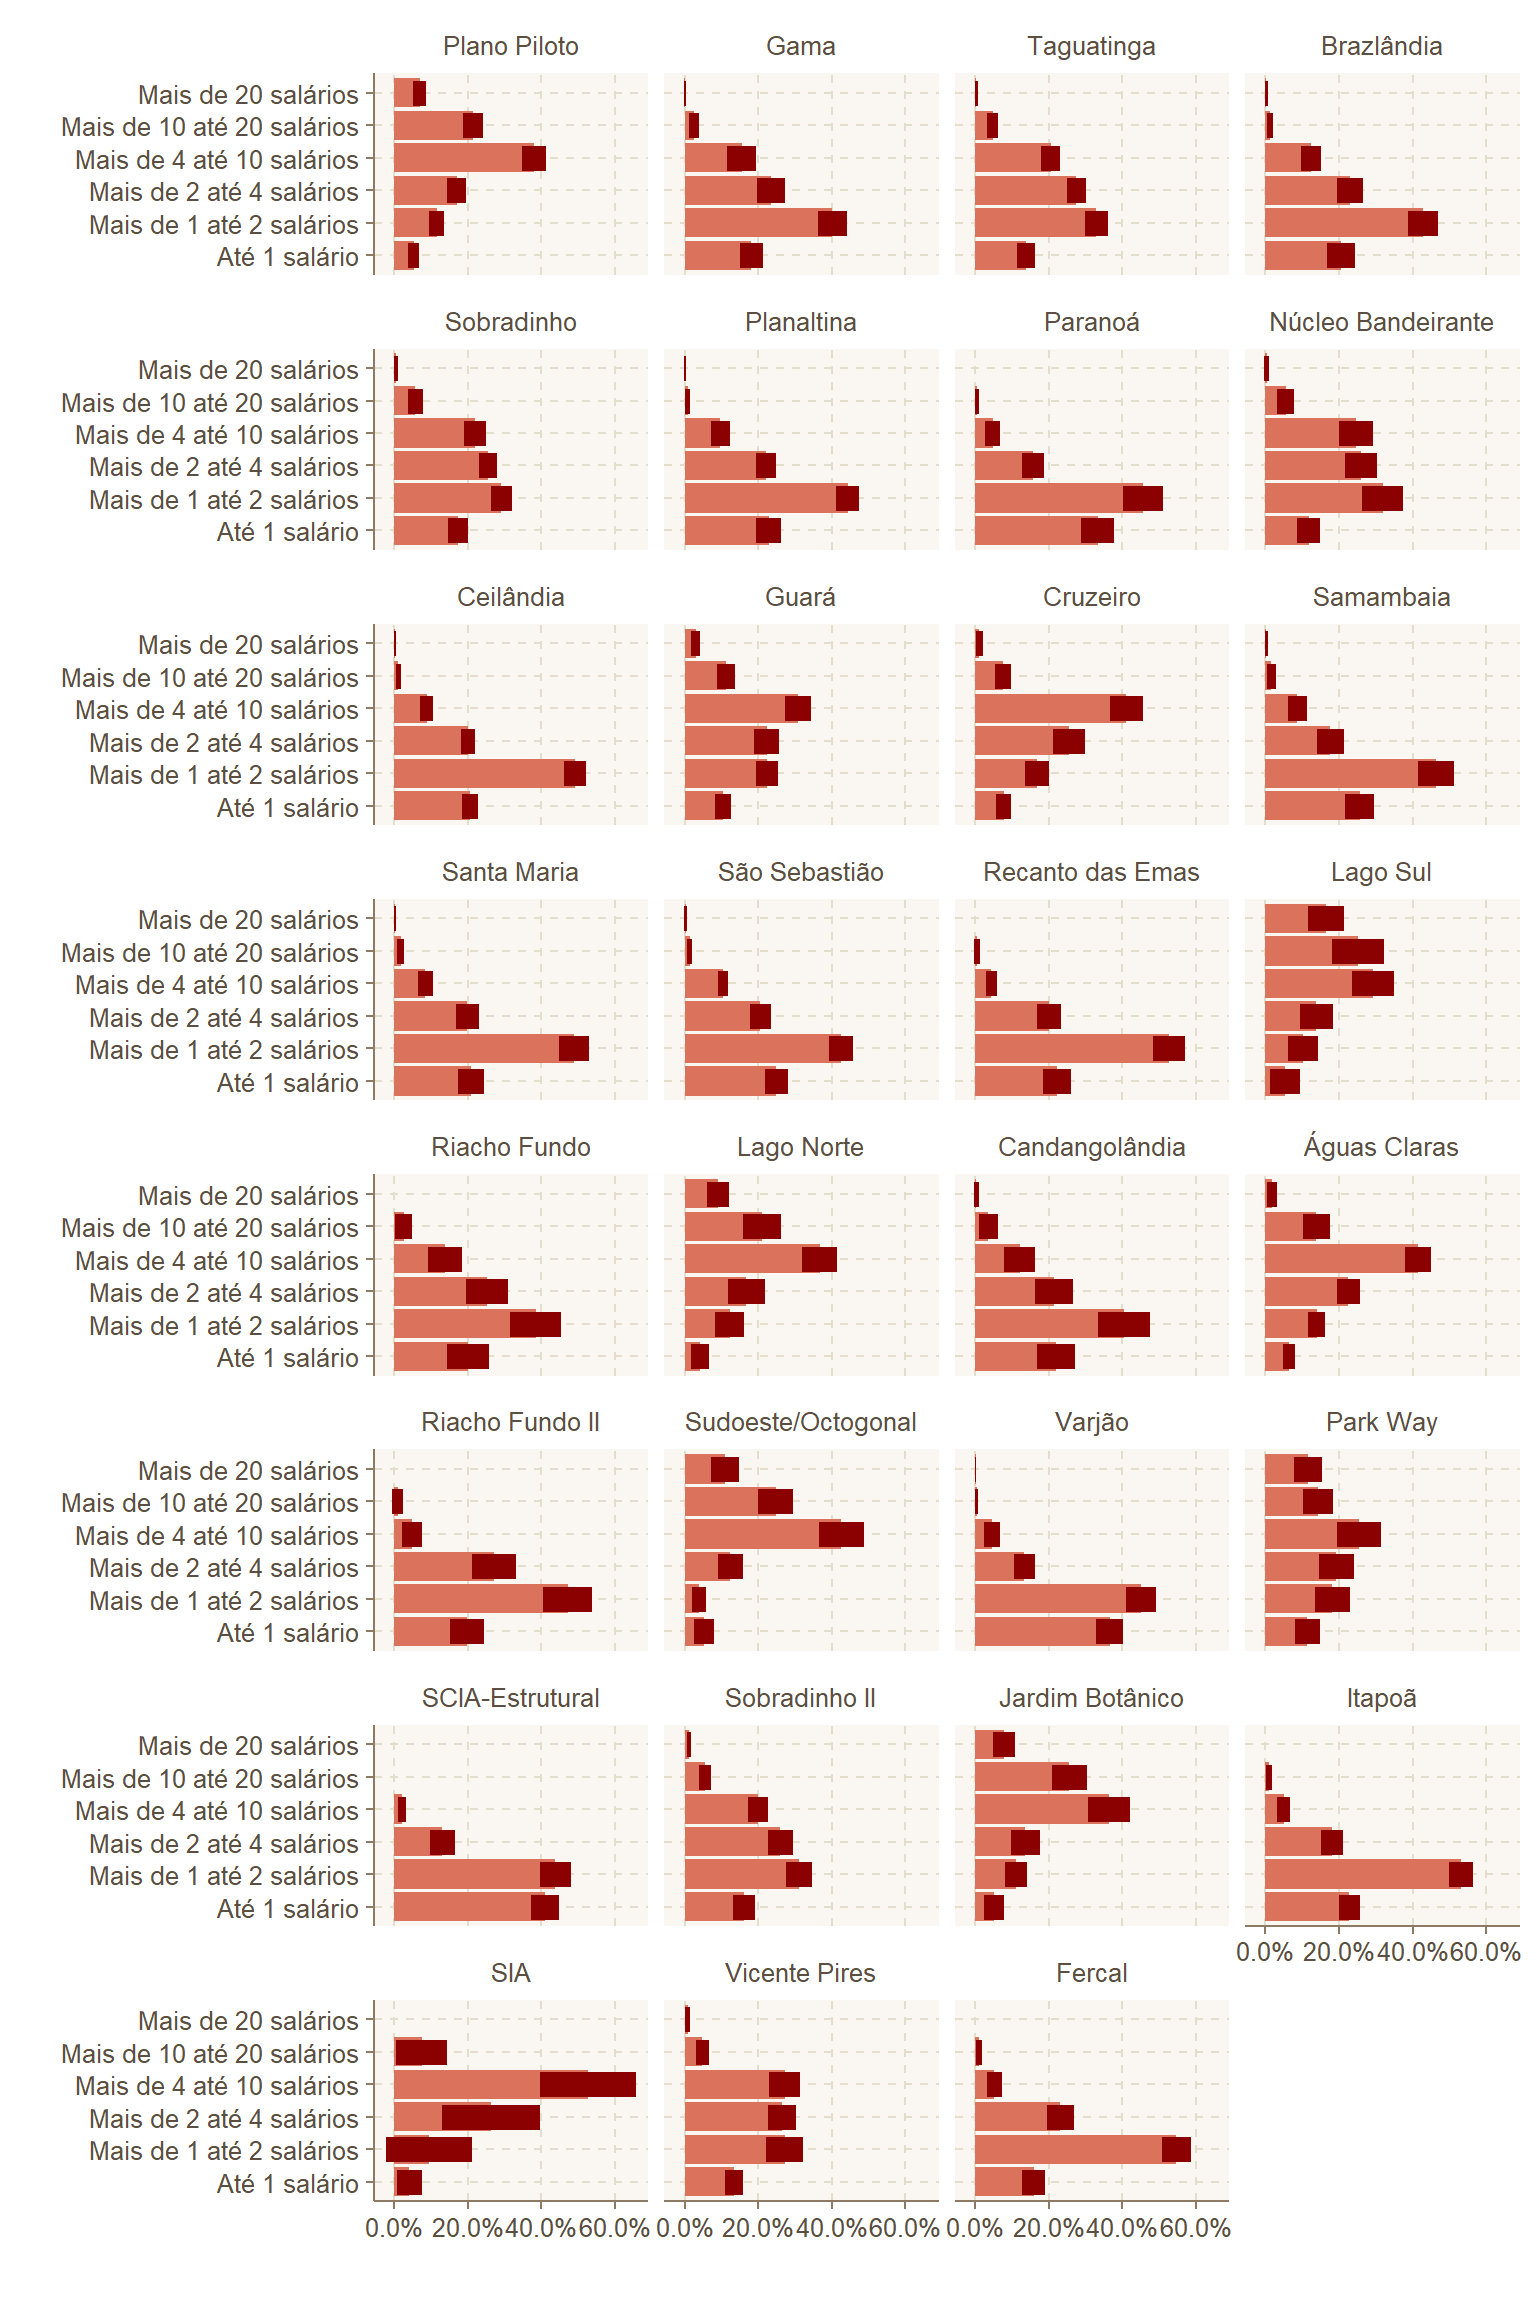 Plano Piloto
Gama
Taguatinga
Brazlândia
Mais de 20 salários
Mais de 10 até 20 salários
Mais de 4 até 10 salários
Mais de 2 até 4 salários
Mais de 1 até 2 salários
Até 1 salário
Sobradinho
Planaltina
Paranoá
Núcleo Bandeirante
Mais de 20 salários
Mais de 10 até 20 salários
Mais de 4 até 10 salários
Mais de 2 até 4 salários
Mais de 1 até 2 salários
Até 1 salário
Ceilândia
Guará
Cruzeiro
Samambaia
Mais de 20 salários
Mais de 10 até 20 salários
Mais de 4 até 10 salários
Mais de 2 até 4 salários
Mais de 1 até 2 salários
Até 1 salário
Santa Maria
São Sebastião
Recanto das Emas
Lago Sul
Mais de 20 salários
Mais de 10 até 20 salários
Mais de 4 até 10 salários
Mais de 2 até 4 salários
Mais de 1 até 2 salários
Até 1 salário
Riacho Fundo
Lago Norte
Candangolândia
Águas Claras
Mais de 20 salários
Mais de 10 até 20 salários
Mais de 4 até 10 salários
Mais de 2 até 4 salários
Mais de 1 até 2 salários
Até 1 salário
Riacho Fundo II
Sudoeste/Octogonal
Varjão
Park Way
Mais de 20 salários
Mais de 10 até 20 salários
Mais de 4 até 10 salários
Mais de 2 até 4 salários
Mais de 1 até 2 salários
Até 1 salário
SCIA-Estrutural
Sobradinho II
Jardim Botânico
Itapoã
Mais de 20 salários
Mais de 10 até 20 salários
Mais de 4 até 10 salários
Mais de 2 até 4 salários
Mais de 1 até 2 salários
Até 1 salário
0.0% 20.0% 40.0% 60.0%
SIA
Vicente Pires
Fercal
Mais de 20 salários
Mais de 10 até 20 salários
Mais de 4 até 10 salários
Mais de 2 até 4 salários
Mais de 1 até 2 salários
Até 1 salário
0.0% 20.0% 40.0% 60.0% 0.0% 20.0% 40.0% 60.0% 0.0% 20.0% 40.0% 60.0%